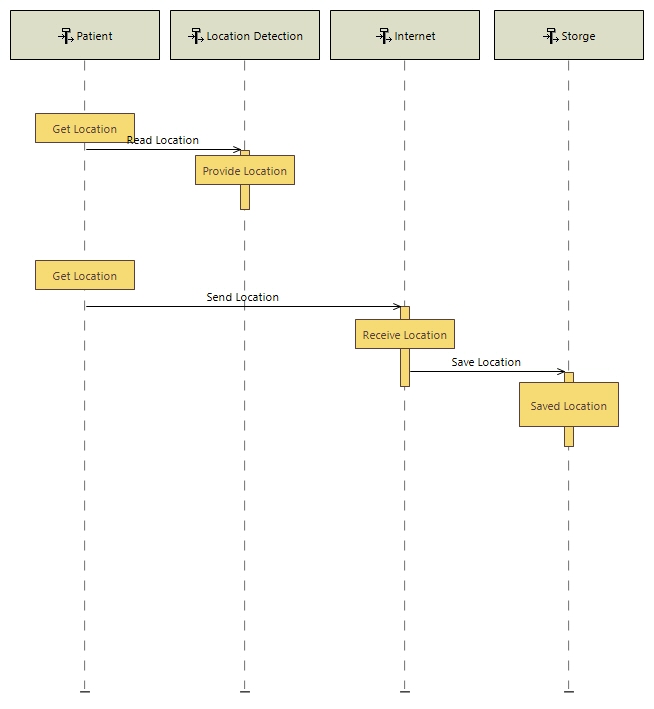 Patient
Location Detection
Internet
Storge
Get Location
Read Location
Provide Location
Get Location
Send Location
Receive Location
Save Location
Saved Location